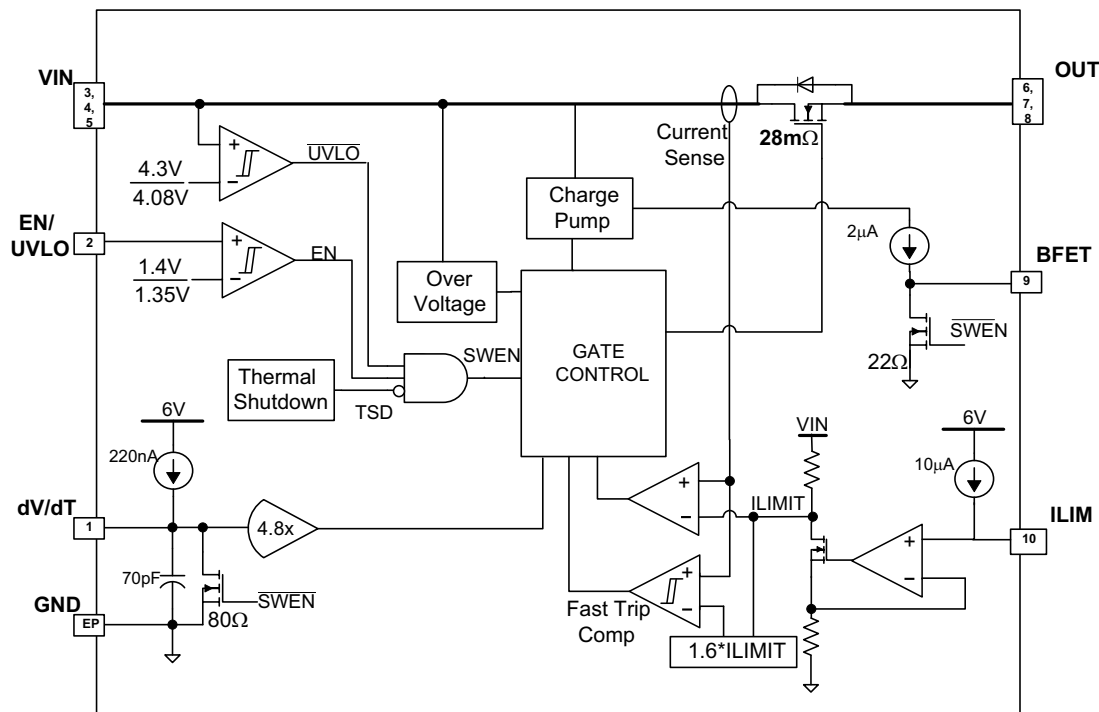 VIN
3,
4,
5
OUT
6,
7,
8
Current
Sense
28mΩ
+
−
UVLO
4.3V
4.08V
EN/
UVLO
2
+
−
EN
1.4V
1.35V
Charge
Pump
Over
Voltage
2µA
BFET
9
SWEN
22Ω
GATE
CONTROL
SWEN
Thermal
Shutdown
TSD
6V
220nA
dV/dT
1
4.8x
70pF
SWEN
80Ω
GND
EP
+
−
ILIMIT
VIN
6V
10µA
ILIM
10
+
−
+
−
Fast Trip
Comp
1.6*ILIMIT